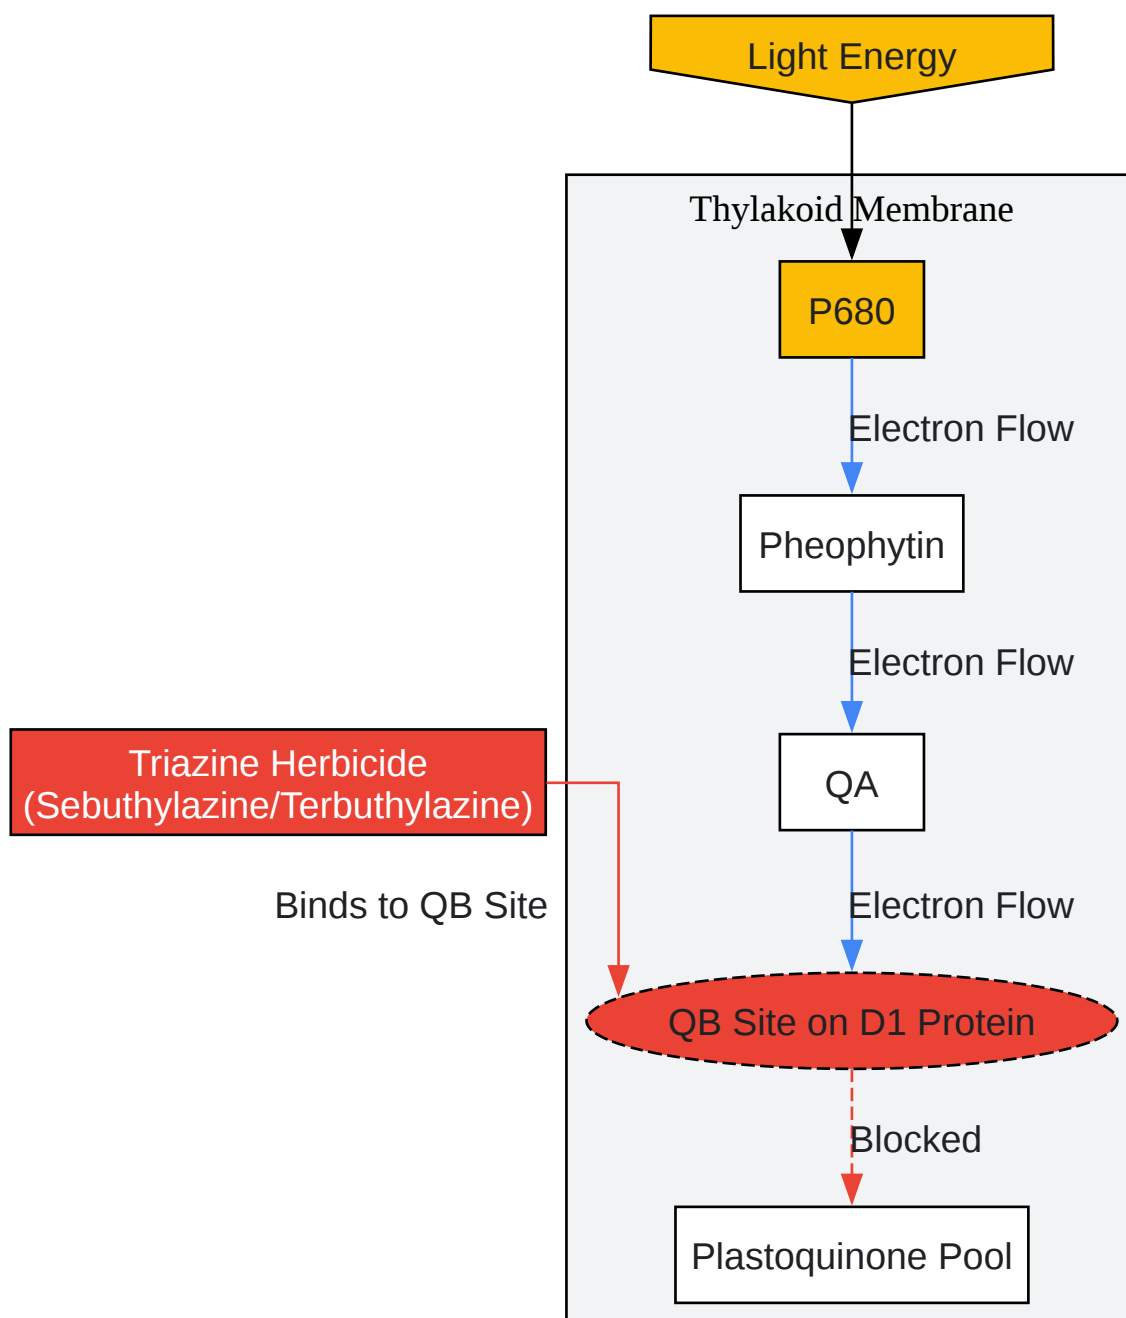 Light Energy
Thylakoid Membrane
P680
Electron Flow
Pheophytin
Electron Flow
Triazine Herbicide
(Sebuthylazine/Terbuthylazine)
QA
Binds to QB Site
Electron Flow
QB Site on D1 Protein
Blocked
Plastoquinone Pool